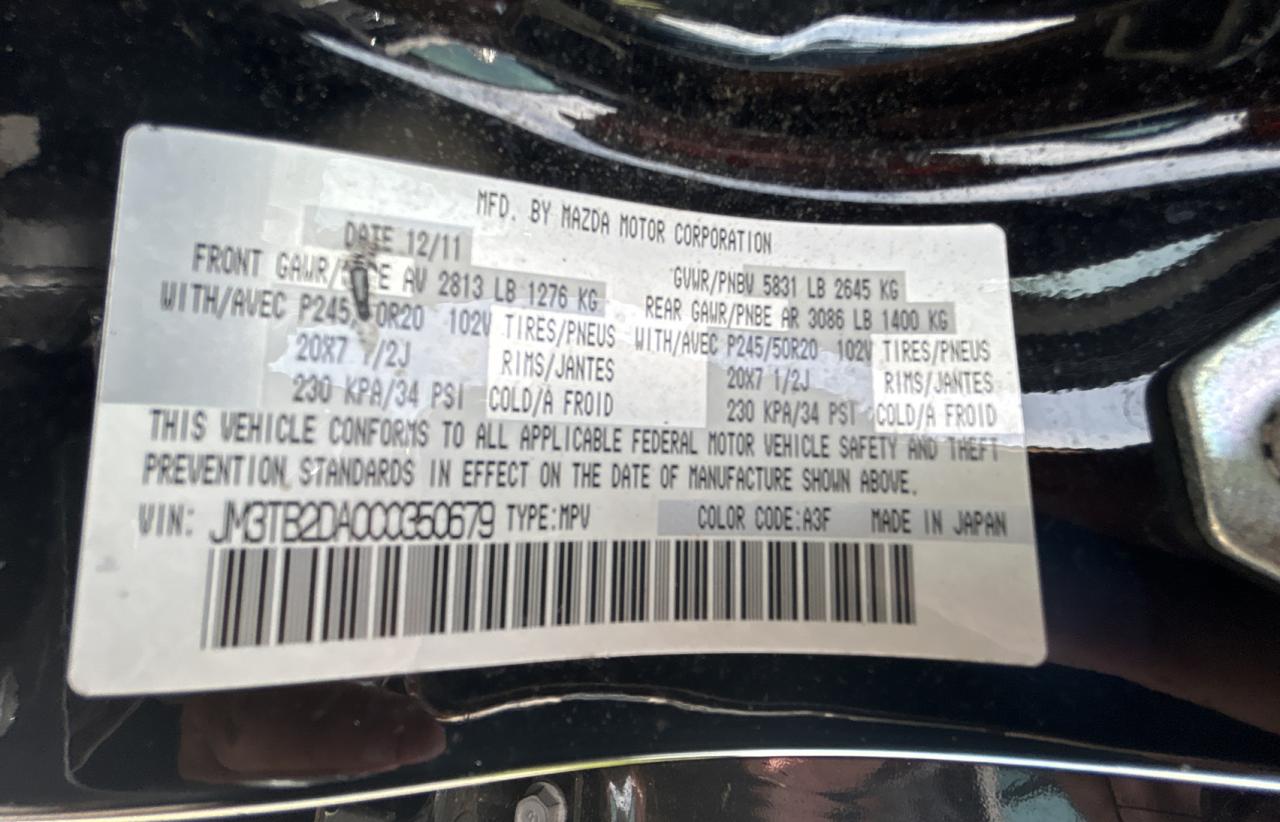 MFD. BY MAZDA MOTOR CORPORATION
DATE 12/11
GVWR/PNBV 5831 LB 2645 KG
FRONT AV 2813 LB 1276 KG
REAR GAWR/PNBE AR 3086 LB 1400 KG
WITH/AVEC 102V TIRES/PNEUS WITH/AVEC P245/50R20 102V TIRES/PNEUS
20X7 1/2J RIMS/JANTES 20X7 1/2J RIMS/JANTES
230 KPA/34 PSI COLD/A FROID 230 KPA/34 PSI COLD/A FROID
THIS VEHICLE CONFORMS TO ALL APPLICABLE FEDERAL MOTOR VEHICLE SAFETY AND THEFT
PREVENTION STANDARDS IN EFFECT ON THE DATE OF MANUFACTURE SHOWN ABOVE.
VIN: JM3TB2DA0C0350679 TYPE:MPV COLOR CODE:A3F MADE IN JAPAN